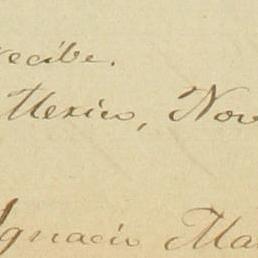 recibe.
Mexico, Nov
Ignacio Ma